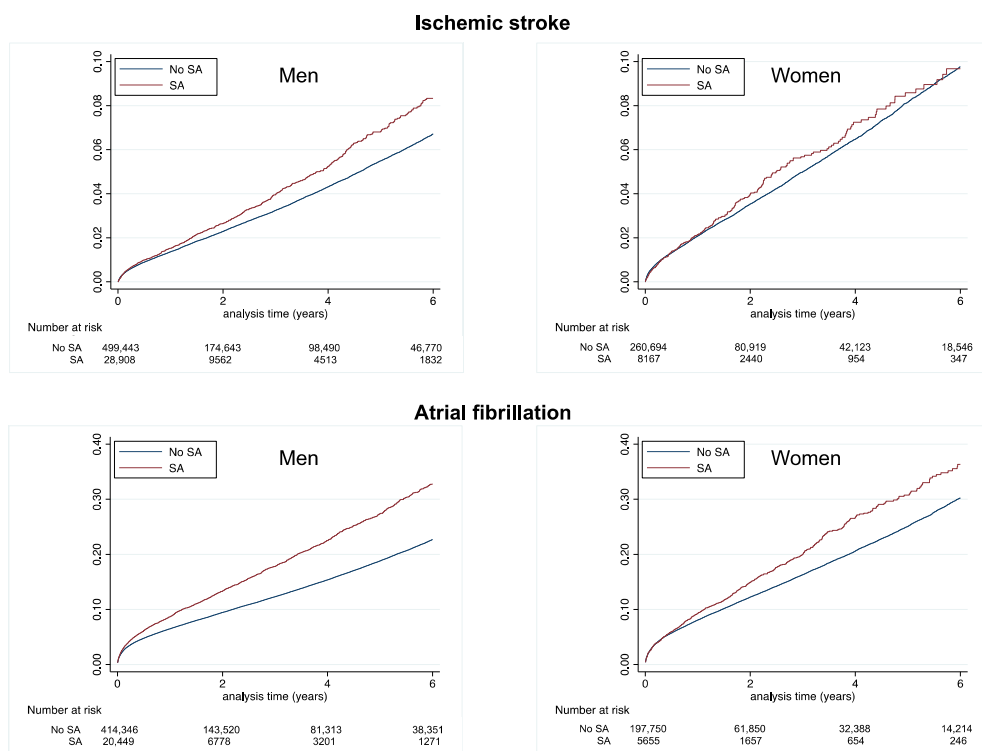 Ischemic stroke
No SA
SA
Men
0.00 0.02 0.04 0.06 0.08 0.10
0 2 4 6
analysis time (years)
Number at risk
No SA 499,443 174,643 98,490 46,770
SA 28,908 9562 4513 1832
No SA
SA
Women
0.00 0.02 0.04 0.06 0.08 0.10
0 2 4 6
analysis time (years)
Number at risk
No SA 260,694 80,919 42,123 18,546
SA 8167 2440 954 347
Atrial fibrillation
No SA
SA
Men
0.00 0.10 0.20 0.30 0.40
0 2 4 6
analysis time (years)
Number at risk
No SA 414,346 143,520 81,313 38,351
SA 20,449 6778 3201 1271
No SA
SA
Women
0.00 0.10 0.20 0.30 0.40
0 2 4 6
analysis time (years)
Number at risk
No SA 197,750 61,850 32,388 14,214
SA 5655 1657 654 246